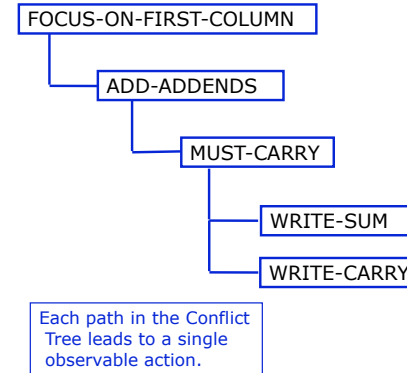 FOCUS-ON-FIRST-COLUMN
ADD-ADDENDS
MUST-CARRY
WRITE-SUM
WRITE-CARRY
Each path in the Conflict
Tree leads to a single
observable action.